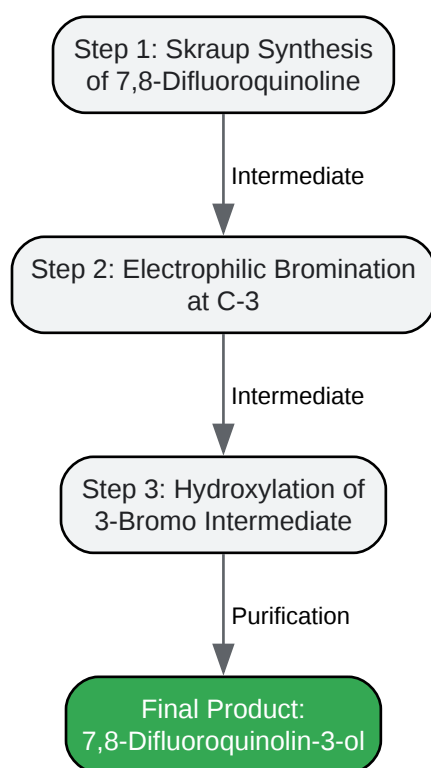 Step 1: Skraup Synthesis
of 7,8-Difluoroquinoline
Intermediate
Step 2: Electrophilic Bromination
at C-3
Intermediate
Step 3: Hydroxylation of
3-Bromo Intermediate
Purification
Final Product:
7,8-Difluoroquinolin-3-ol